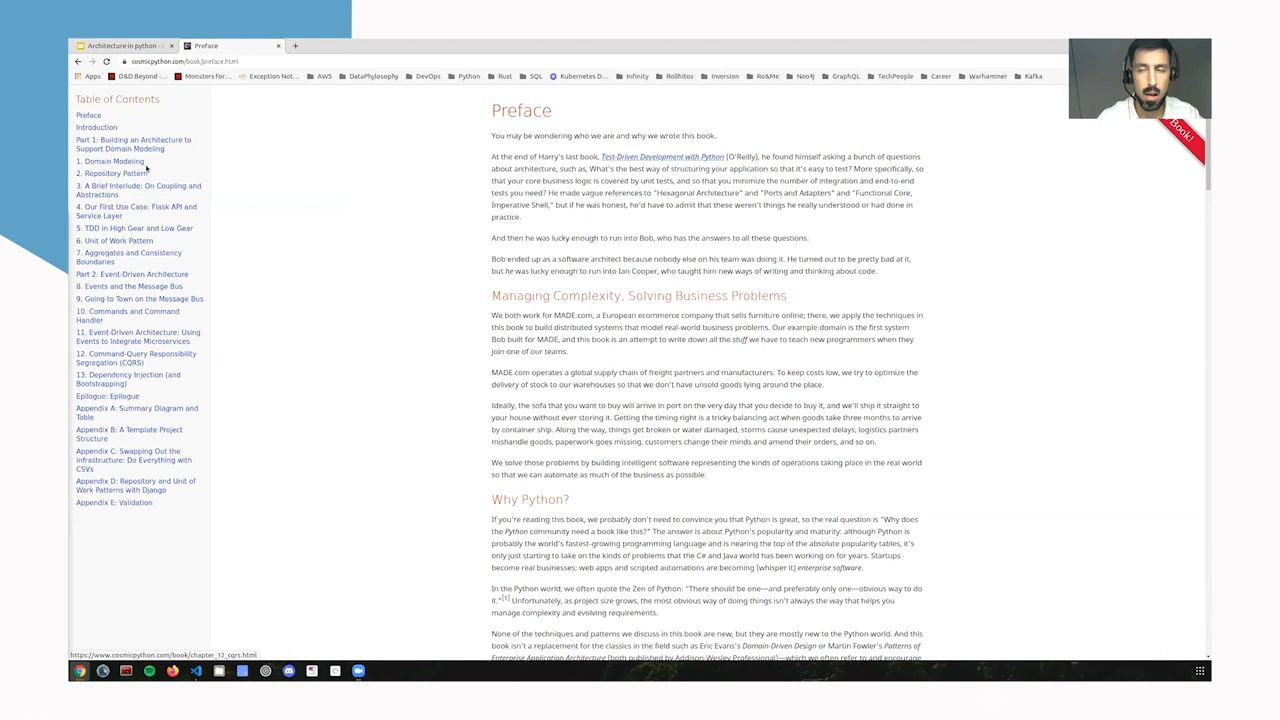 Architecture in python - G
Preface
cosmicpython.com/book/preface.html
Apps
D&D Beyond -...
Monsters for...
Exception Not...
AWS
DataPhylosophy
DevOps
Python
Rust
SQL
Kubernetes D...
Infinity
Rollhitos
Inversion
Ro&Me
Neo4j
GraphQL
TechPeople
Career
Warhammer
Kafka
Book!
Table of Contents
Preface
Introduction
Part 1: Building an Architecture to
Support Domain Modeling
1. Domain Modeling
2. Repository Pattern
3. A Brief Interlude: On Coupling and
Abstractions
4. Our First Use Case: Flask API and
Service Layer
5. TDD in High Gear and Low Gear
6. Unit of Work Pattern
7. Aggregates and Consistency
Boundaries
Part 2: Event-Driven Architecture
8. Events and the Message Bus
9. Going to Town on the Message Bus
10. Commands and Command
Handler
11. Event-Driven Architecture: Using
Events to Integrate Microservices
12. Command-Query Responsibility
Segregation (CQRS)
13. Dependency Injection (and
Bootstrapping)
Epilogue: Epilogue
Appendix A: Summary Diagram and
Table
Appendix B: A Template Project
Structure
Appendix C: Swapping Out the
Infrastructure: Do Everything with
CSVs
Appendix D: Repository and Unit of
Work Patterns with Django
Appendix E: Validation
Preface
You may be wondering who we are and why we wrote this book.
At the end of Harry's last book, Test-Driven Development with Python (O'Reilly), he found himself asking a bunch of questions
about architecture, such as, What's the best way of structuring your application so that it's easy to test? More specifically, so
that your core business logic is covered by unit tests, and so that you minimize the number of integration and end-to-end
tests you need? He made vague references to "Hexagonal Architecture" and "Ports and Adapters" and "Functional Core,
Imperative Shell," but if he was honest, he'd have to admit that these weren't things he really understood or had done in
practice.
And then he was lucky enough to run into Bob, who has the answers to all these questions.
Bob ended up as a software architect because nobody else on his team was doing it. He turned out to be pretty bad at it,
but he was lucky enough to run into Ian Cooper, who taught him new ways of writing and thinking about code.
Managing Complexity, Solving Business Problems
We both work for MADE.com, a European ecommerce company that sells furniture online; there, we apply the techniques in
this book to build distributed systems that model real-world business problems. Our example domain is the first system
Bob built for MADE, and this book is an attempt to write down all the stuff we have to teach new programmers when they
join one of our teams.
MADE.com operates a global supply chain of freight partners and manufacturers. To keep costs low, we try to optimize the
delivery of stock to our warehouses so that we don't have unsold goods lying around the place.
Ideally, the sofa that you want to buy will arrive in port on the very day that you decide to buy it, and we'll ship it straight to
your house without ever storing it. Getting the timing right is a tricky balancing act when goods take three months to arrive
by container ship. Along the way, things get broken or water damaged, storms cause unexpected delays, logistics partners
mishandle goods, paperwork goes missing, customers change their minds and amend their orders, and so on.
We solve those problems by building intelligent software representing the kinds of operations taking place in the real world
so that we can automate as much of the business as possible.
Why Python?
If you're reading this book, we probably don't need to convince you that Python is great, so the real question is "Why does
the Python community need a book like this?" The answer is about Python's popularity and maturity: although Python is
probably the world's fastest-growing programming language and is nearing the top of the absolute popularity tables, it's
only just starting to take on the kinds of problems that the C# and Java world has been working on for years. Startups
become real businesses; web apps and scripted automations are becoming (whisper it) enterprise software.
In the Python world, we often quote the Zen of Python: "There should be one—and preferably only one—obvious way to do
it."[1] Unfortunately, as project size grows, the most obvious way of doing things isn't always the way that helps you
manage complexity and evolving requirements.
None of the techniques and patterns we discuss in this book are new, but they are mostly new to the Python world. And this
book isn't a replacement for the classics in the field such as Eric Evans's Domain-Driven Design or Martin Fowler's Patterns of
Enterprise Application Architecture (both published by Addison-Wesley Professional)—which we often refer to and encourage
https://www.cosmicpython.com/book/chapter_12_cqrs.html